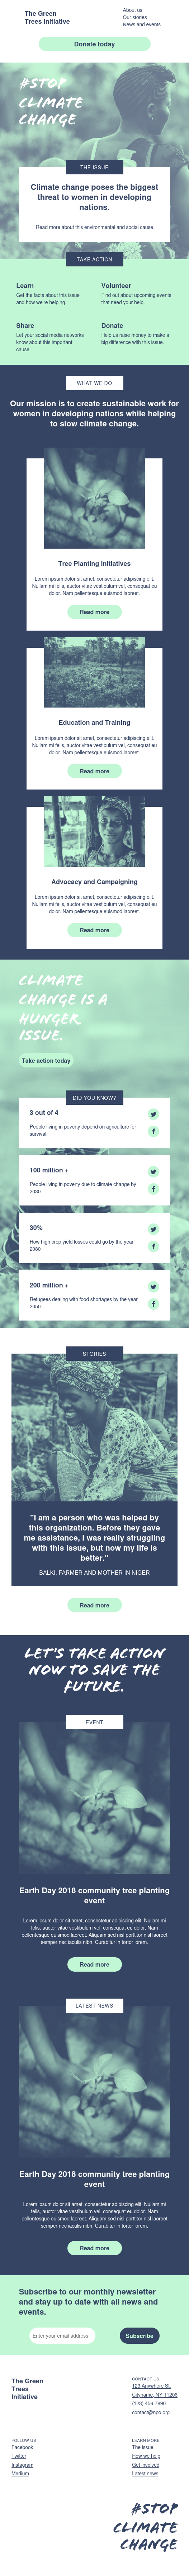 The Green
Trees Initiative
About us
Our stories
News and events
Donate today
#STOP
CLIMATE
CHANGE
THE ISSUE
Climate change poses the biggest
threat to women in developing
nations.
Read more about this environmental and social cause
TAKE ACTION
Learn
Get the facts about this issue
and how we're helping.
Volunteer
Find out about upcoming events
that need your help.
Share
Let your social media networks
know about this important
cause.
Donate
Help us raise money to make a
big difference with this issue.
WHAT WE DO
Our mission is to create sustainable work for
women in developing nations while helping
to slow climate change.
Tree Planting Initiatives
Lorem ipsum dolor sit amet, consectetur adipiscing elit.
Nullam mi felis, auctor vitae vestibulum vel, consequat eu
dolor. Nam pellentesque euismod laoreet.
Read more
Education and Training
Lorem ipsum dolor sit amet, consectetur adipiscing elit.
Nullam mi felis, auctor vitae vestibulum vel, consequat eu
dolor. Nam pellentesque euismod laoreet.
Read more
Advocacy and Campaigning
Lorem ipsum dolor sit amet, consectetur adipiscing elit.
Nullam mi felis, auctor vitae vestibulum vel, consequat eu
dolor. Nam pellentesque euismod laoreet.
Read more
CLIMATE
CHANGE IS A
HUNGER
ISSUE.
Take action today
DID YOU KNOW?
3 out of 4
People living in poverty depend on agriculture for
survival.
100 million +
People living in poverty due to climate change by
2030
30%
How high crop yield losses could go by the year
2080
200 million +
Refugees dealing with food shortages by the year
2050
STORIES
"I am a person who was helped by
this organization. Before they gave
me assistance, I was really struggling
with this issue, but now my life is
better."
BALKI, FARMER AND MOTHER IN NIGER
Read more
LET'S TAKE ACTION
NOW TO SAVE THE
FUTURE.
EVENT
Earth Day 2018 community tree planting
event
Lorem ipsum dolor sit amet, consectetur adipiscing elit. Nullam mi
felis, auctor vitae vestibulum vel, consequat eu dolor. Nam
pellentesque euismod laoreet. Aliquam sed nisl porttitor nisl iaculis
semper nec iaculis nibh. Curabitur in tortor lorem.
Read more
LATEST NEWS
Earth Day 2018 community tree planting
event
Lorem ipsum dolor sit amet, consectetur adipiscing elit. Nullam mi
felis, auctor vitae vestibulum vel, consequat eu dolor. Nam
pellentesque euismod laoreet. Aliquam sed nisl porttitor nisl iaculis
semper nec iaculis nibh. Curabitur in tortor lorem.
Read more
Subscribe to our monthly newsletter
and stay up to date with all news and
events.
Enter your email address
Subscribe
The Green
Trees
Initiative
CONTACT US
123 Anywhere St.
Cityname, NY 11206
(123) 456-7890
contact@npo.org
FOLLOW US
Facebook
Twitter
Instagram
Medium
LEARN MORE
The issue
How we help
Get involved
Latest news
#STOP
CLIMATE
CHANGE